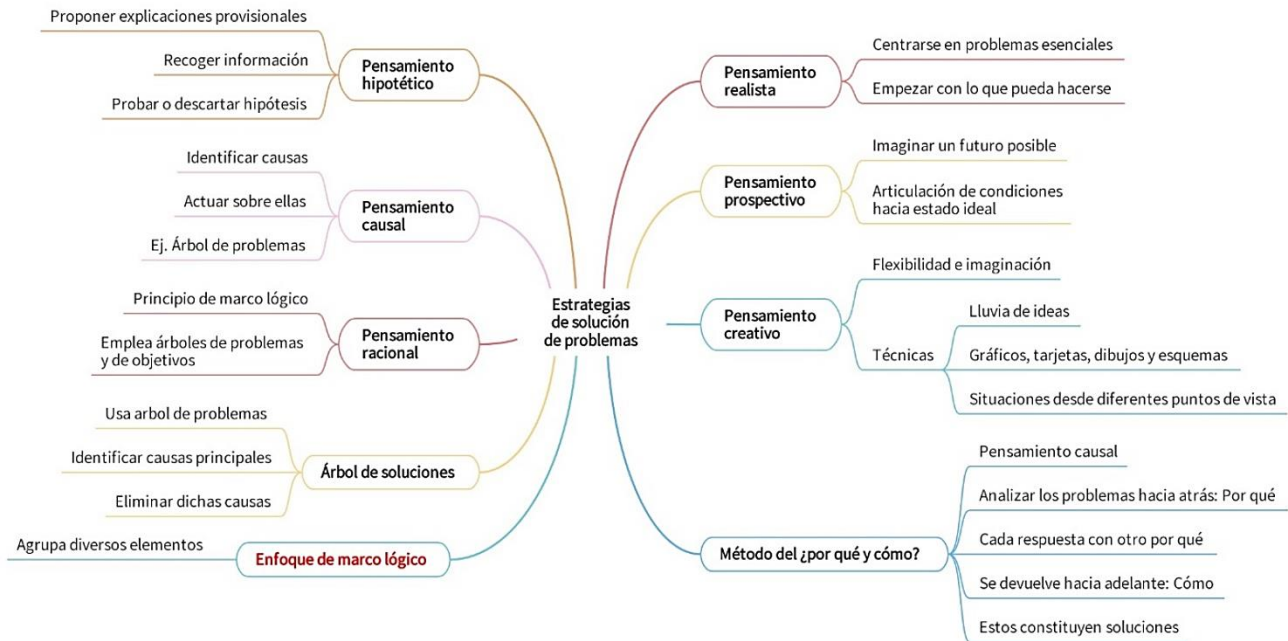 Estrategias
de solución
de problemas
Pensamiento
hipotético
Proponer explicaciones provisionales
Recoger información
Probar o descartar hipótesis
Pensamiento
causal
Identificar causas
Actuar sobre ellas
Ej. Árbol de problemas
Pensamiento
racional
Principio de marco lógico
Emplea árboles de problemas
y de objetivos
Árbol de soluciones
Usa arbol de problemas
Identificar causas principales
Eliminar dichas causas
Enfoque de marco lógico
Agrupa diversos elementos
Pensamiento
realista
Centrarse en problemas esenciales
Empezar con lo que pueda hacerse
Pensamiento
prospectivo
Imaginar un futuro posible
Articulación de condiciones
hacia estado ideal
Pensamiento
creativo
Flexibilidad e imaginación
Técnicas
Lluvia de ideas
Gráficos, tarjetas, dibujos y esquemas
Situaciones desde diferentes puntos de vista
Método del ¿por qué y cómo?
Pensamiento causal
Analizar los problemas hacia atrás: Por qué
Cada respuesta con otro por qué
Se devuelve hacia adelante: Cómo
Estos constituyen soluciones